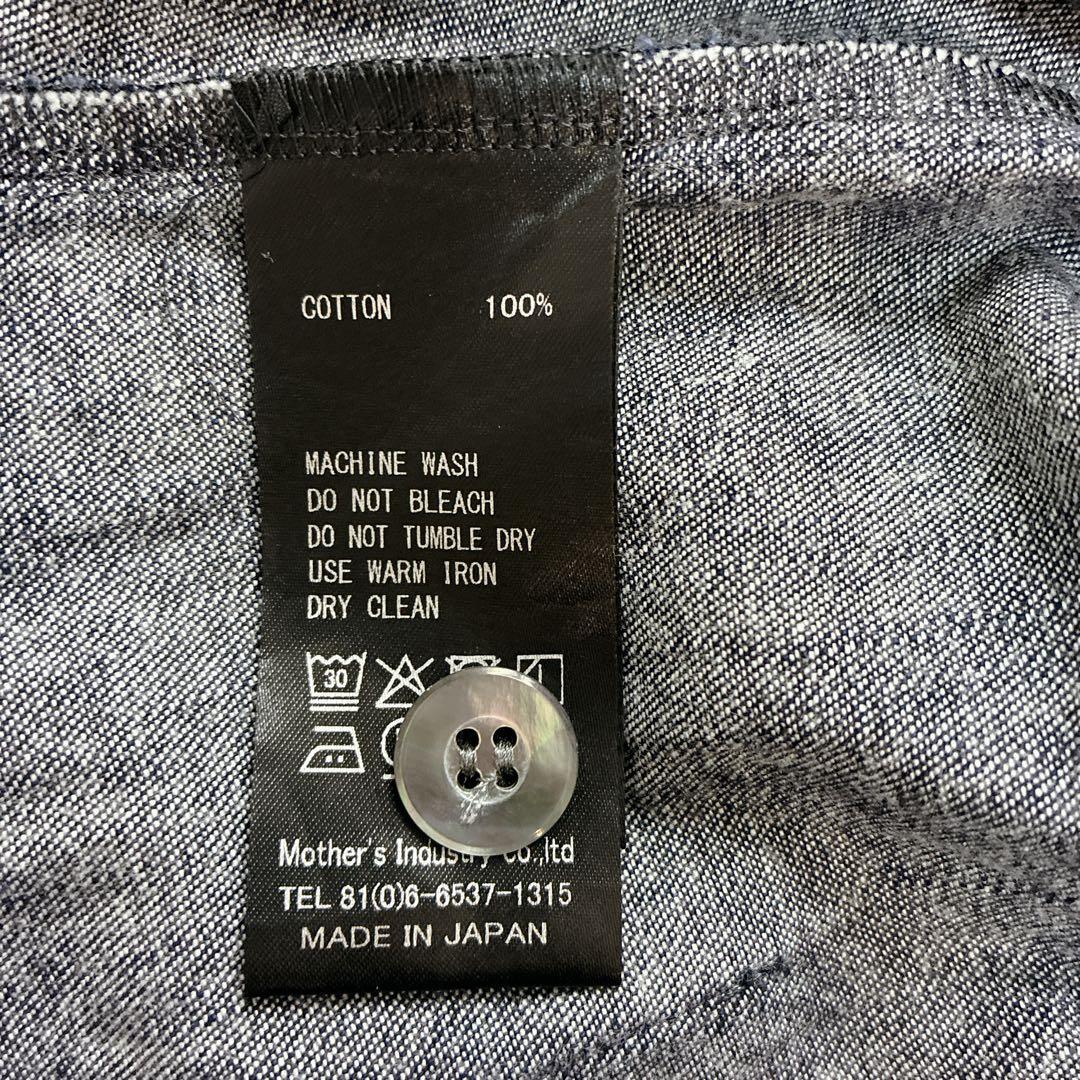 COTTON 100%
MACHINE WASH
DO NOT BLEACH
DO NOT TUMBLE DRY
USE WARM IRON
DRY CLEAN
30
Mother's Industry Co.,ltd
TEL 81(0)6-6537-1315
MADE IN JAPAN